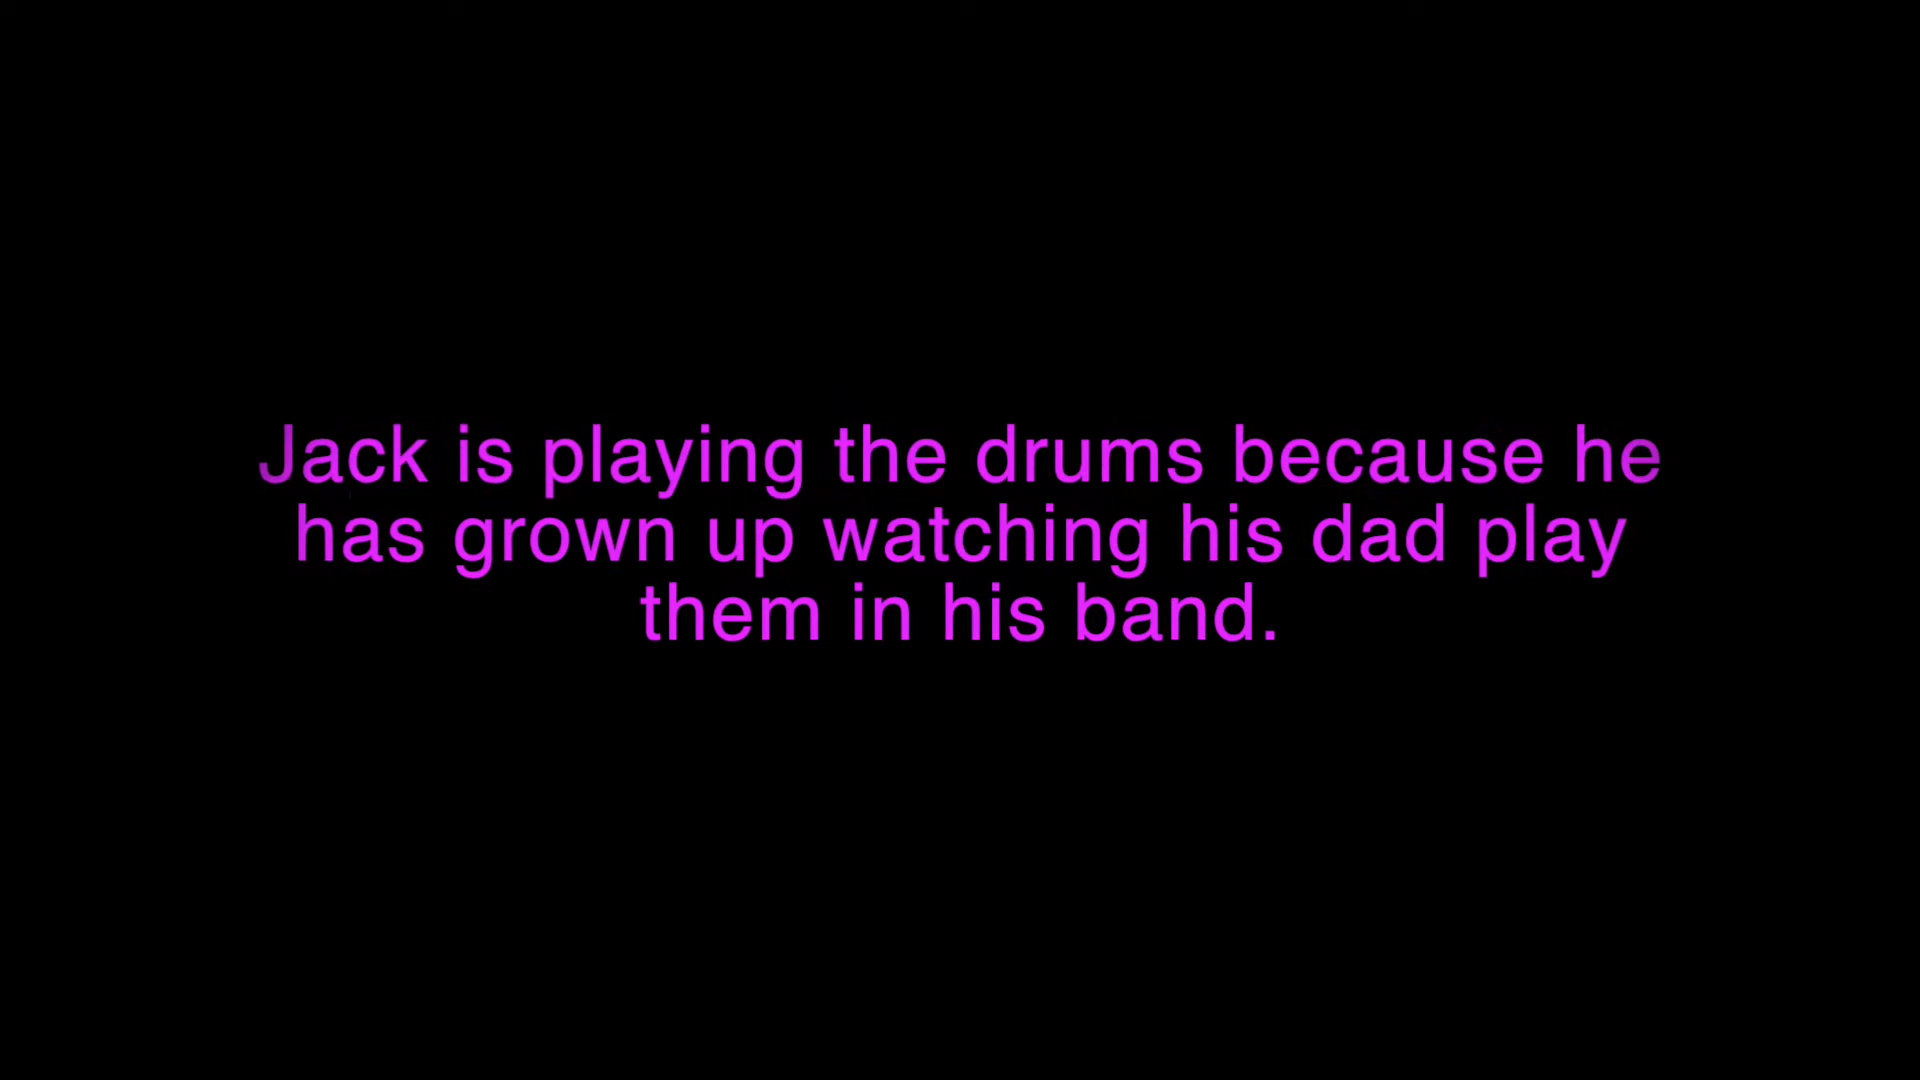 Jack is playing the drums because he
has grown up watching his dad play
them in his band.